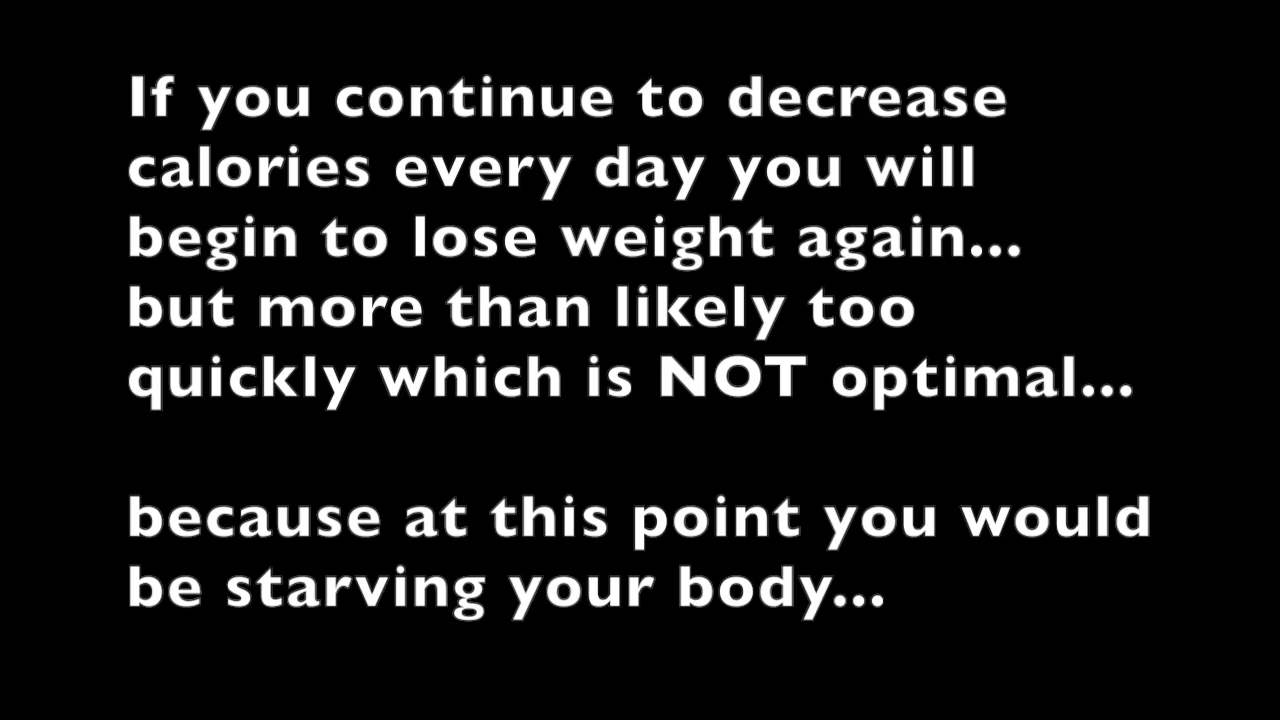 If you continue to decrease
calories every day you will
begin to lose weight again...
but more than likely too
quickly which is NOT optimal...
because at this point you would
be starving your body...